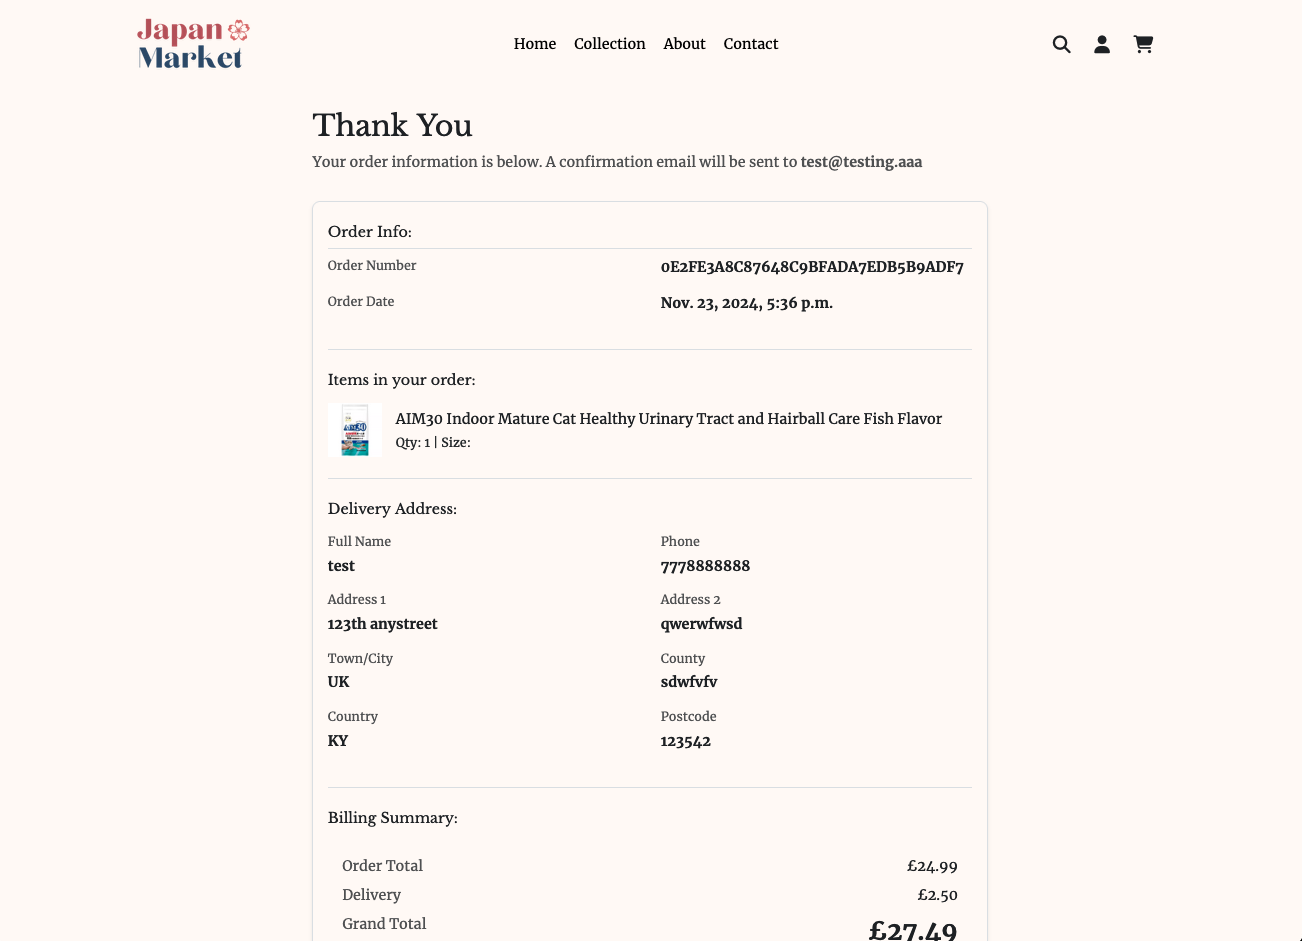 Japan
Market
Home Collection About Contact
Thank You
Your order information is below. A confirmation email will be sent to test@testing.aaa
Order Info:
Order Number 0E2FE3A8C87648C9BFADA7EDB5B9ADF7
Order Date Nov. 23, 2024, 5:36 p.m.
Items in your order:
AIM30 Indoor Mature Cat Healthy Urinary Tract and Hairball Care Fish Flavor
Qty: 1 | Size:
Delivery Address:
Full Name Phone
test 7778888888
Address 1 Address 2
123th anystreet qwerwfwsd
Town/City County
UK sdwfvfv
Country Postcode
KY 123542
Billing Summary:
Order Total £24.99
Delivery £2.50
Grand Total £27.49